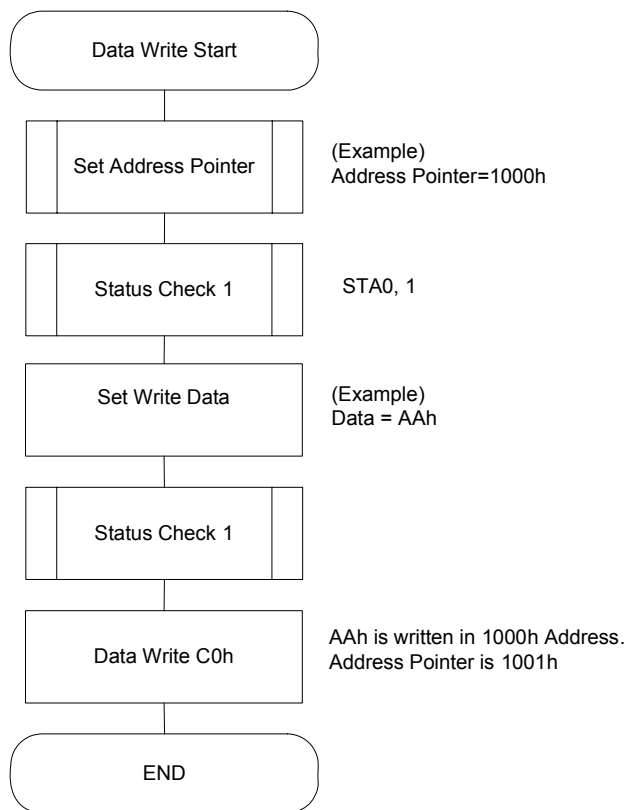 Data Write Start
Set Address Pointer
(Example)
Address Pointer=1000h
Status Check 1
STA0, 1
Set Write Data
(Example)
Data = AAh
Status Check 1
Data Write C0h
AAh is written in 1000h Address.
Address Pointer is 1001h
END